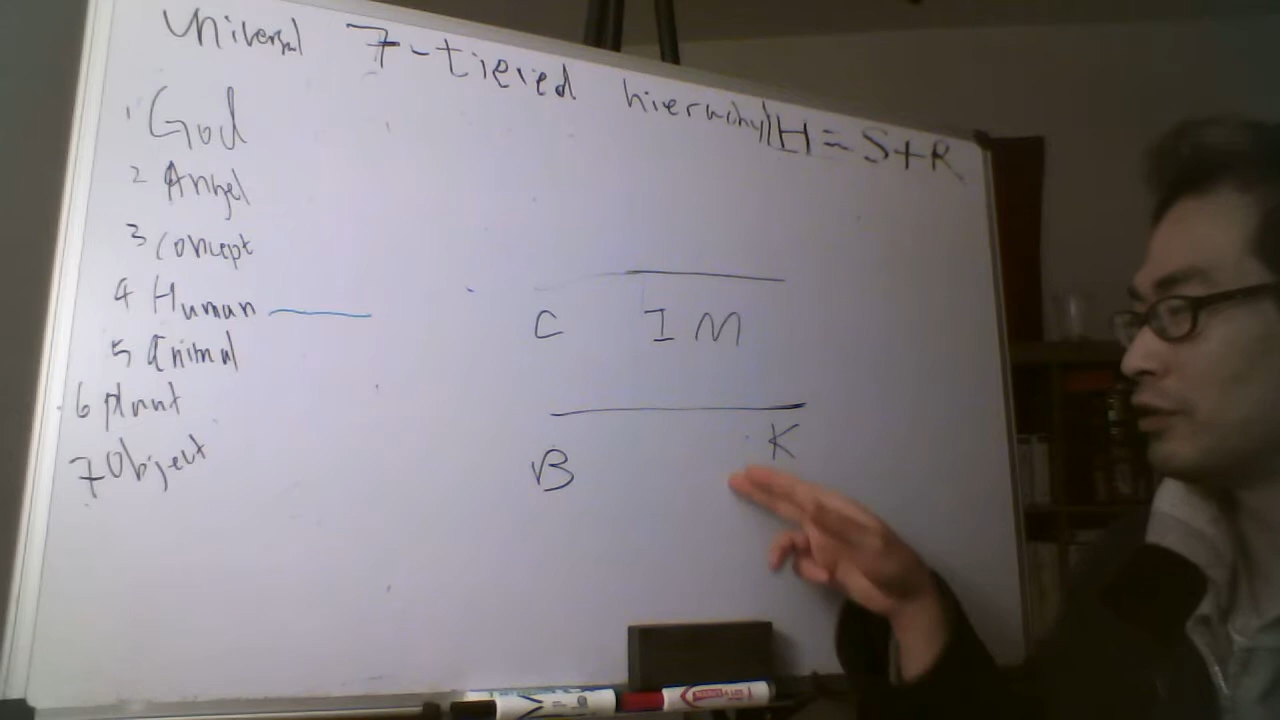 Universal 7-tiered hierarchy H = S+R
1 God
2 Angel
3 concept
4 Human
5 Animal
6 plant
7 Object
C I M
B K